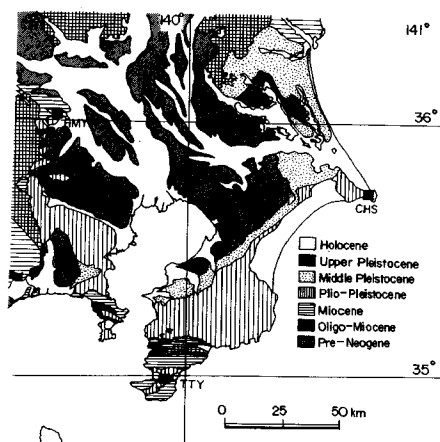 140
141°
36°
MY
CHS
Holocene
Upper Pleistocene
Middle Pleistocene
Plio-Pleistocene
Miocene
Oligo-Miocene
Pre-Neogene
TTY
35°
0 25 50 km